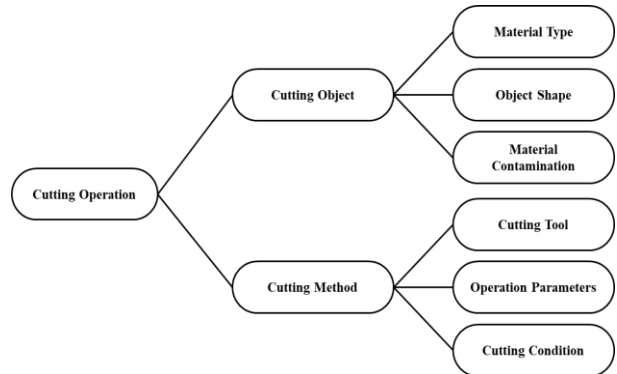 Material Type
Cutting Object
Object Shape
Material
Contamination
Cutting Operation
Cutting Tool
Cutting Method
Operation Parameters
Cutting Condition